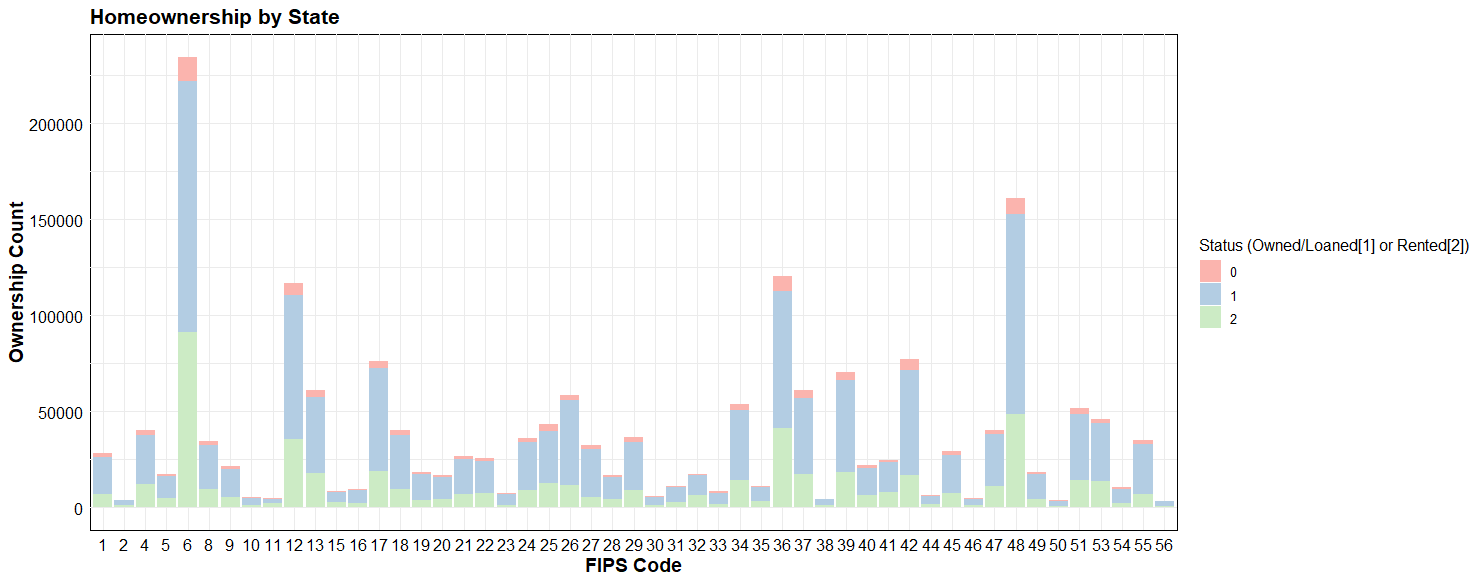 Homeownership by State
Ownership Count
200000
150000
100000
50000
0
1 2 4 5 6 8 9 10 11 12 13 15 16 17 18 19 20 21 22 23 24 25 26 27 28 29 30 31 32 33 34 35 36 37 38 39 40 41 42 44 45 46 47 48 49 50 51 53 54 55 56
FIPS Code
Status (Owned/Loaned[1] or Rented[2])
0
1
2